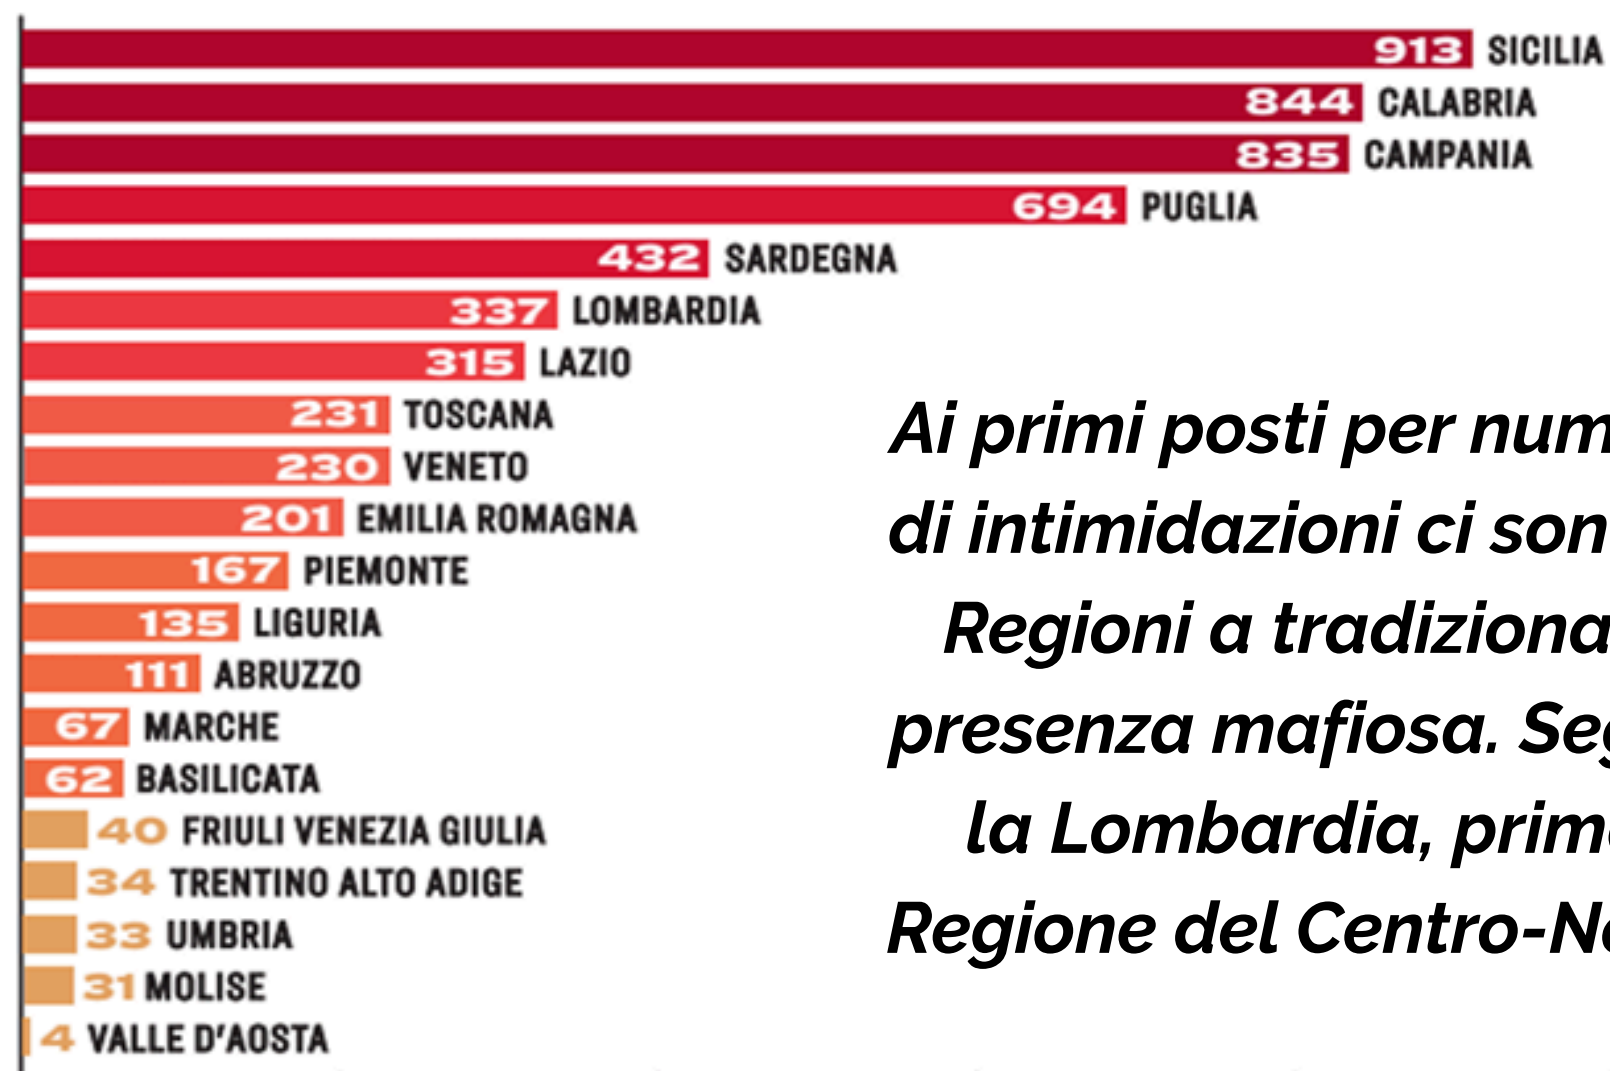 913 SICILIA
844 CALABRIA
835 CAMPANIA
694 PUGLIA
432 SARDEGNA
337 LOMBARDIA
315 LAZIO
231 TOSCANA
230 VENETO
201 EMILIA ROMAGNA
167 PIEMONTE
135 LIGURIA
111 ABRUZZO
67 MARCHE
62 BASILICATA
40 FRIULI VENEZIA GIULIA
34 TRENTINO ALTO ADIGE
33 UMBRIA
31 MOLISE
4 VALLE D'AOSTA
Ai primi posti per num
di intimidazioni ci son
Regioni a tradiziona
presenza mafiosa. Seg
la Lombardia, prim
Regione del Centro-N